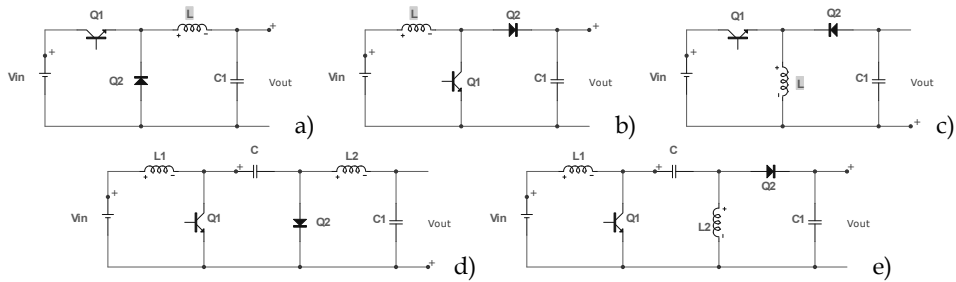 Q1 L
+ + - +
Vin Q2 C1 Vout
a)
L Q2
+ + - +
Vin Q1 C1 Vout
b)
Q1 Q2
+ +
Vin L C1 Vout
-
+
c)
L1 C L2
+ + - + + -
Vin Q1 Q2 C1 Vout
+
d)
L1 C Q2
+ + - + + +
Vin Q1 L2 C1 Vout
-
e)